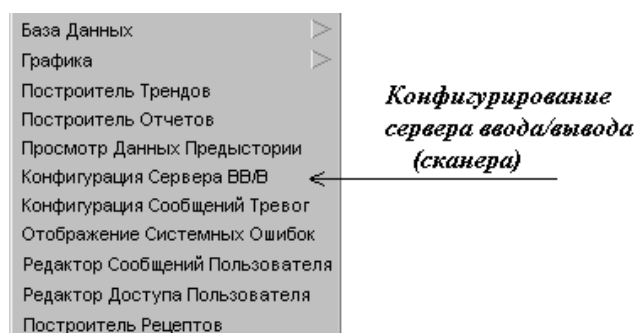 База Данных
Графика
Построитель Трендов
Построитель Отчетов
Просмотр Данных Предыстории
Конфигурация Сервера ВВ/В
Конфигурация Сообщений Тревог
Отображение Системных Ошибок
Редактор Сообщений Пользователя
Редактор Доступа Пользователя
Построитель Рецептов
Конфигурирование
сервера ввода/вывода
(сканера)